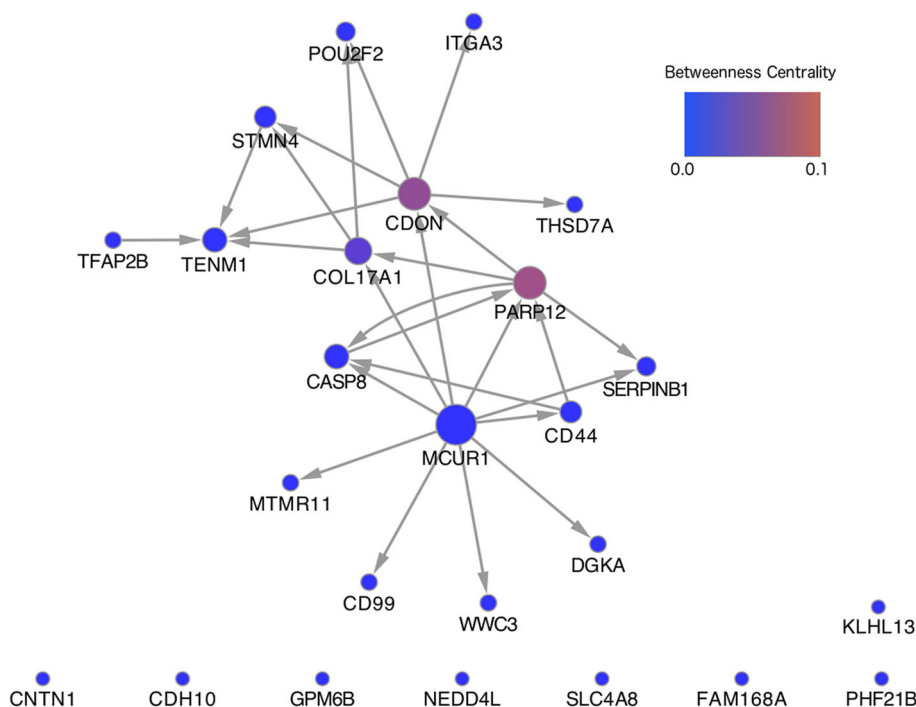 POU2F2
ITGA3
Betweenness Centrality
0.0
0.1
STMN4
CDON
THSD7A
TFAP2B
TENM1
COL17A1
PARP12
CASP8
SERPINB1
CD44
MCUR1
MTMR11
DGKA
CD99
WWC3
KLHL13
CNTN1
CDH10
GPM6B
NEDD4L
SLC4A8
FAM168A
PHF21B